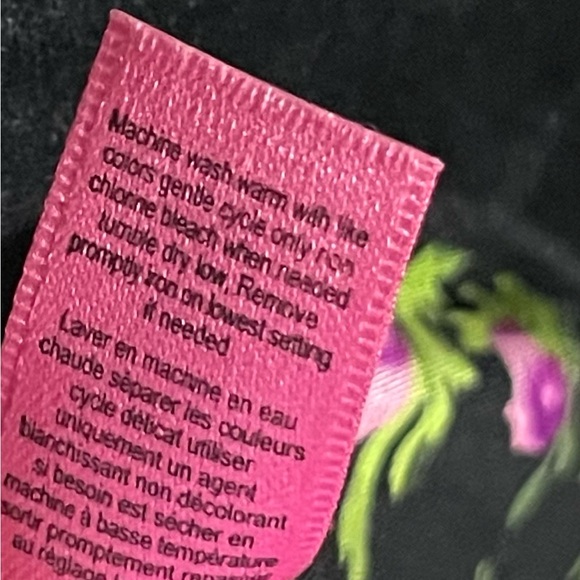 Machine wash warm with like
colors gentle cycle only non
chlorine bleach when needed
tumble dry low. Remove
promptly iron on lowest setting
if needed
Laver en machine en eau
chaude séparer les couleurs
cycle délicat utiliser
uniquement un agent
blanchissant non décolorant
si besoin est sécher en
machine à basse température
sortir promptement
au réglage